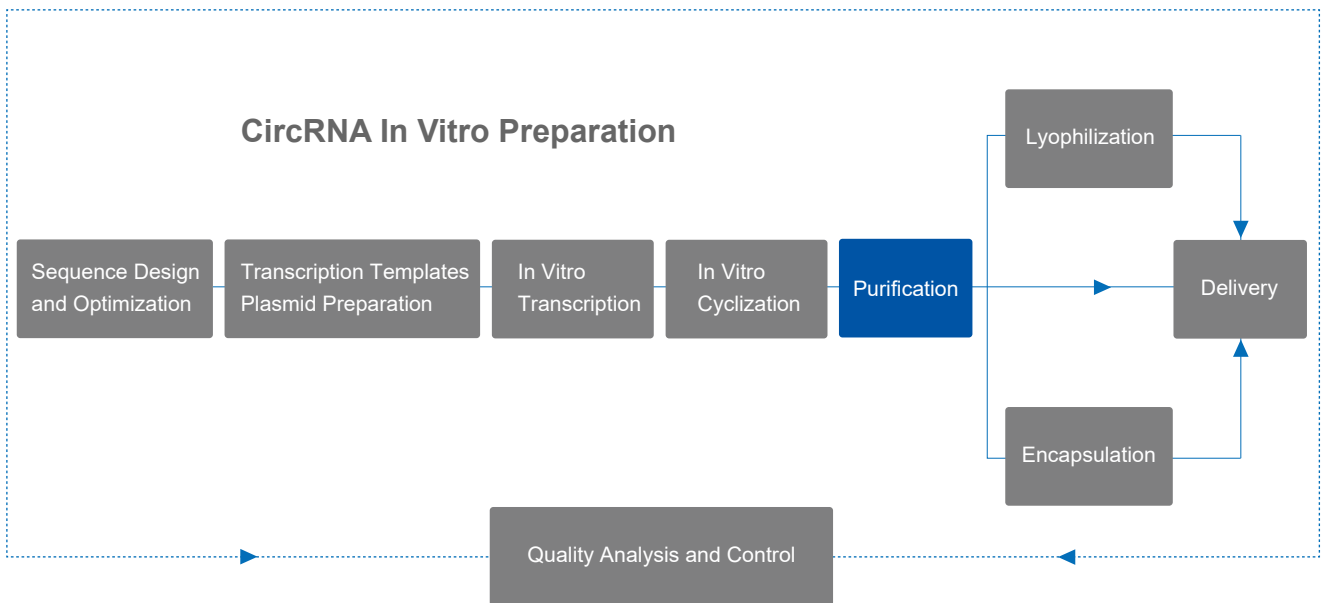 CircRNA In Vitro Preparation
Lyophilization
Sequence Design
and Optimization
Transcription Templates
Plasmid Preparation
In Vitro
Transcription
In Vitro
Cyclization
Purification
Delivery
Encapsulation
Quality Analysis and Control